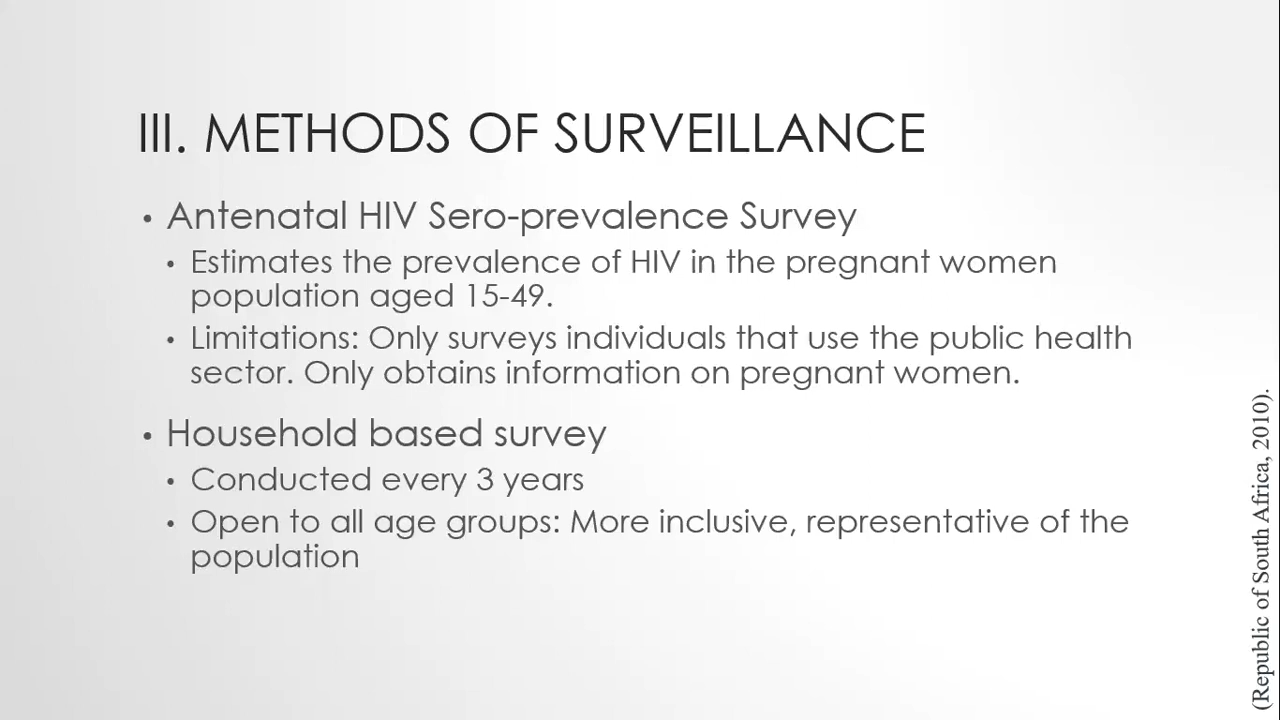 III. METHODS OF SURVEILLANCE
• Antenatal HIV Sero-prevalence Survey
• Estimates the prevalence of HIV in the pregnant women
population aged 15-49.
• Limitations: Only surveys individuals that use the public health
sector. Only obtains information on pregnant women.
• Household based survey
• Conducted every 3 years
• Open to all age groups: More inclusive, representative of the
population
(Republic of South Africa, 2010).